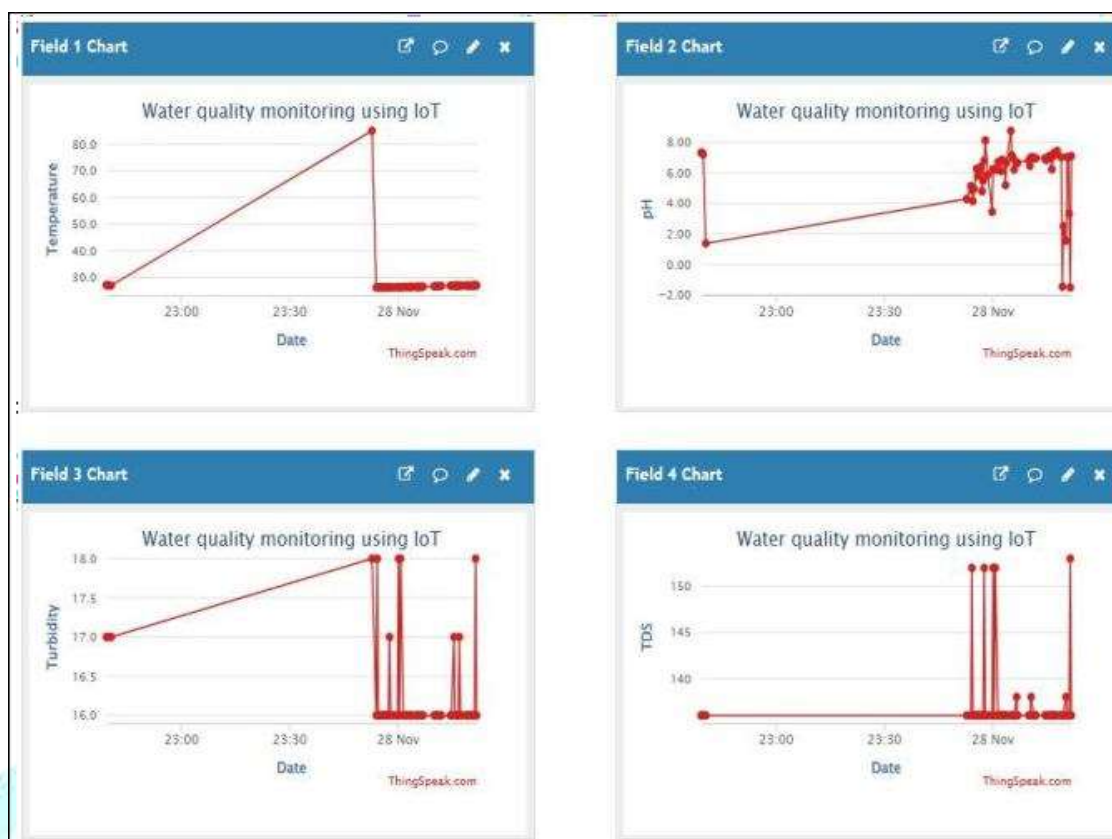 Field 1 Chart
Water quality monitoring using IoT
Temperature
80.0
70.0
60.0
50.0
40.0
30.0
23:00 23:30 28 Nov
Date
ThingSpeak.com
Field 2 Chart
Water quality monitoring using IoT
pH
8.00
6.00
4.00
2.00
0.00
−2.00
23:00 23:30 28 Nov
Date
ThingSpeak.com
Field 3 Chart
Water quality monitoring using IoT
Turbidity
18.0
17.5
17.0
16.5
16.0
23:00 23:30 28 Nov
Date
ThingSpeak.com
Field 4 Chart
Water quality monitoring using IoT
TDS
150
145
140
23:00 23:30 28 Nov
Date
ThingSpeak.com